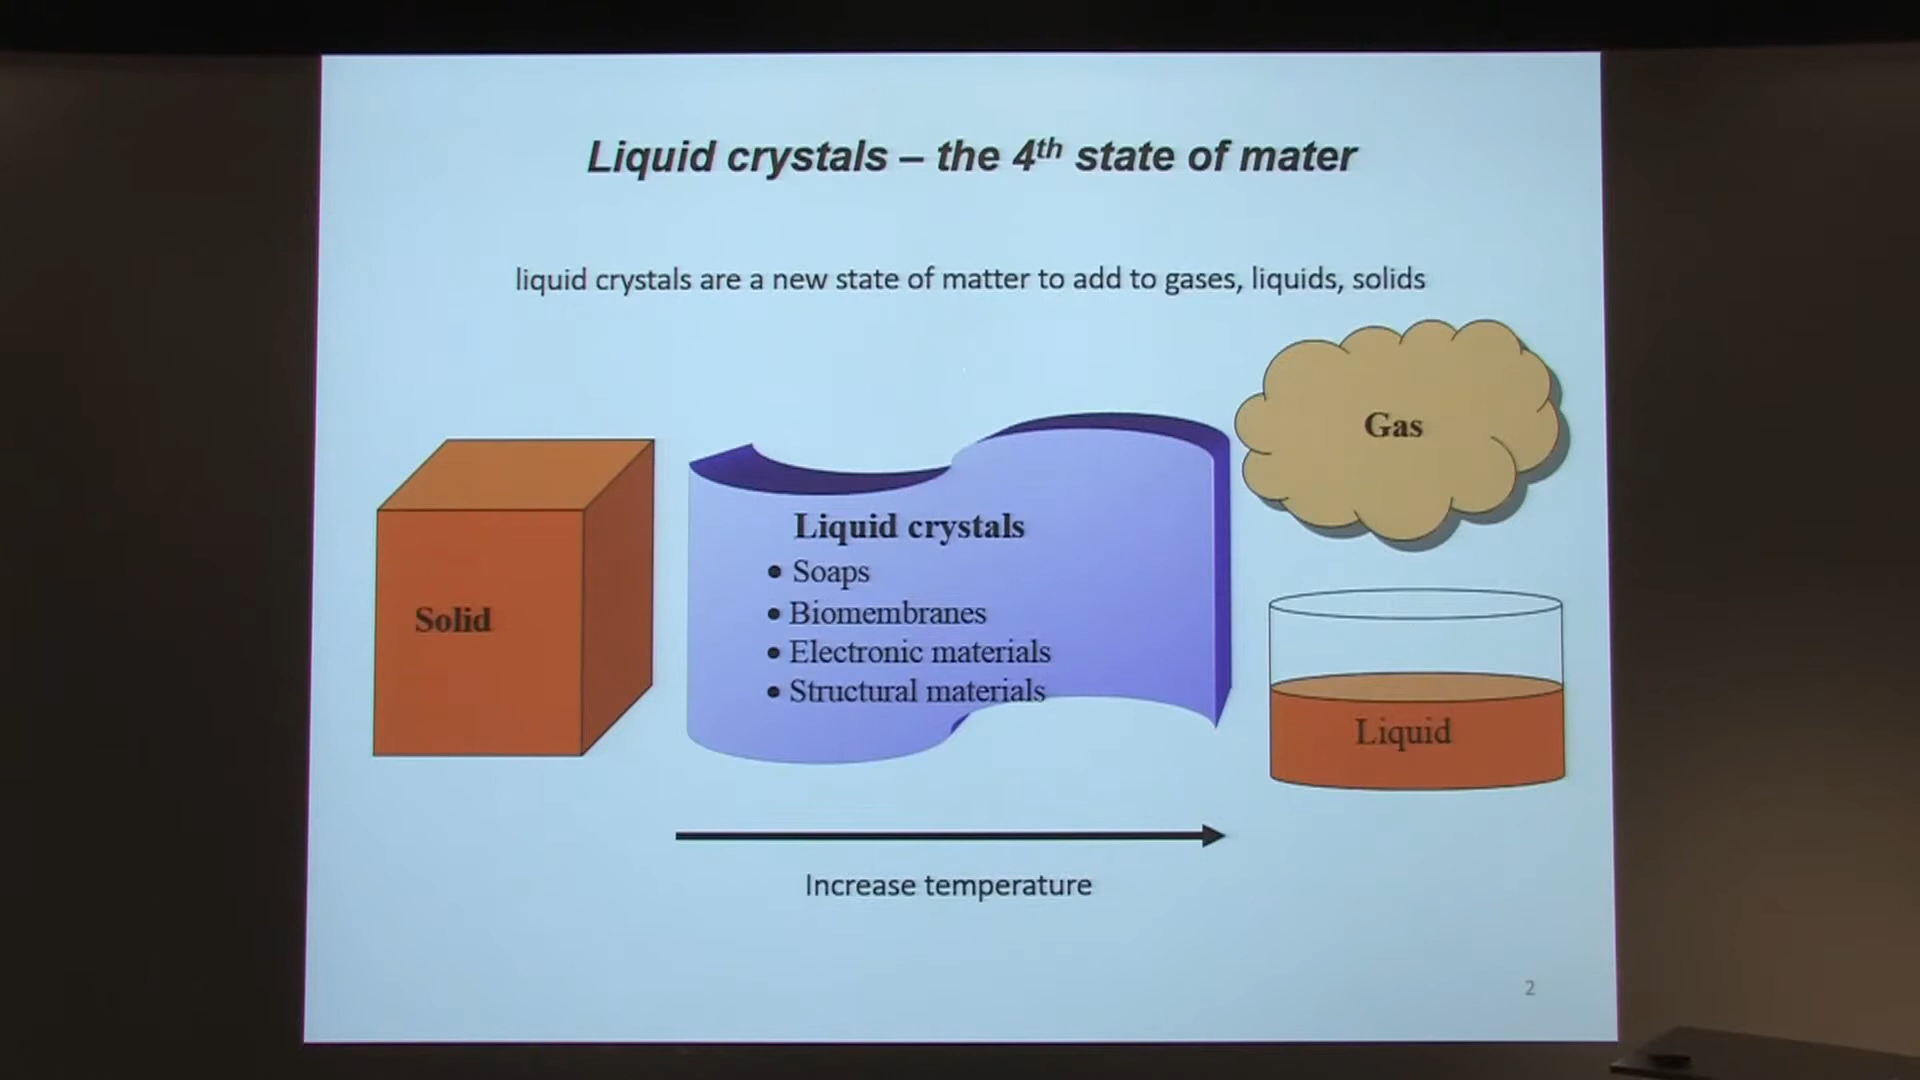 Liquid crystals – the 4th state of mater
liquid crystals are a new state of matter to add to gases, liquids, solids
Gas
Solid
Liquid crystals
• Soaps
• Biomembranes
• Electronic materials
• Structural materials
Liquid
Increase temperature
2